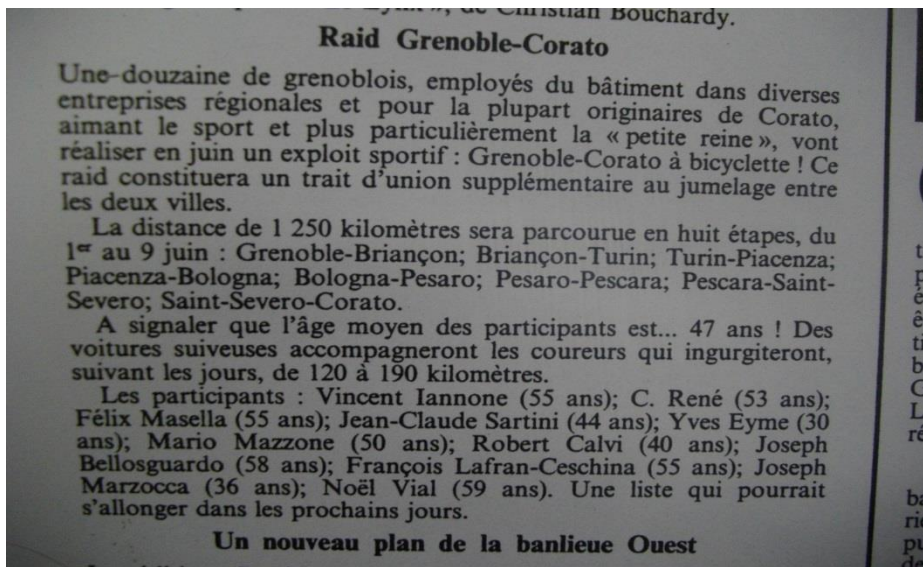 de Christian Bouchardy.
Raid Grenoble-Corato
Une douzaine de grenoblois, employés du bâtiment dans diverses
entreprises régionales et pour la plupart originaires de Corato,
aimant le sport et plus particulièrement la « petite reine », vont
réaliser en juin un exploit sportif : Grenoble-Corato à bicyclette ! Ce
raid constituera un trait d'union supplémentaire au jumelage entre
les deux villes.
La distance de 1 250 kilomètres sera parcourue en huit étapes, du
1er au 9 juin : Grenoble-Briançon; Briançon-Turin; Turin-Piacenza;
Piacenza-Bologna; Bologna-Pesaro; Pesaro-Pescara; Pescara-Saint-
Severo; Saint-Severo-Corato.
A signaler que l'âge moyen des participants est... 47 ans ! Des
voitures suiveuses accompagneront les coureurs qui ingurgiteront,
suivant les jours, de 120 à 190 kilomètres.
Les participants : Vincent Iannone (55 ans); C. René (53 ans);
Félix Masella (55 ans); Jean-Claude Sartini (44 ans); Yves Eyme (30
ans); Mario Mazzone (50 ans); Robert Calvi (40 ans); Joseph
Bellosguardo (58 ans); François Lafran-Ceschina (55 ans); Joseph
Marzocca (36 ans); Noël Vial (59 ans). Une liste qui pourrait
s'allonger dans les prochains jours.
Un nouveau plan de la banlieue Ouest